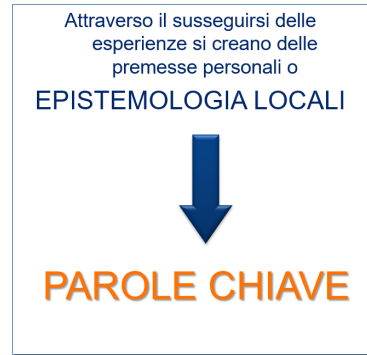 Attraverso il susseguirsi delle
esperienze si creano delle
premesse personali o
EPISTEMOLOGIA LOCALI
PAROLE CHIAVE